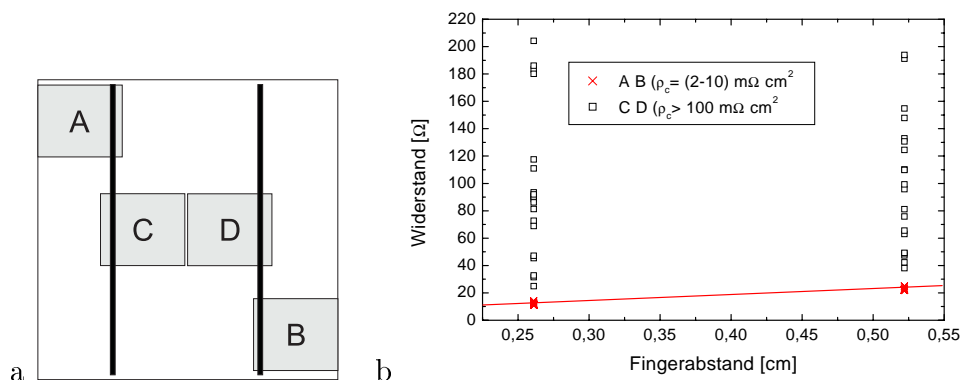 a
A
C
D
B
b
Widerstand [Ω]
220
200
180
160
140
120
100
80
60
40
20
0
A B (ρc= (2-10) mΩ cm²
C D (ρc> 100 mΩ cm²
0,25 0,30 0,35 0,40 0,45 0,50 0,55
Fingerabstand [cm]